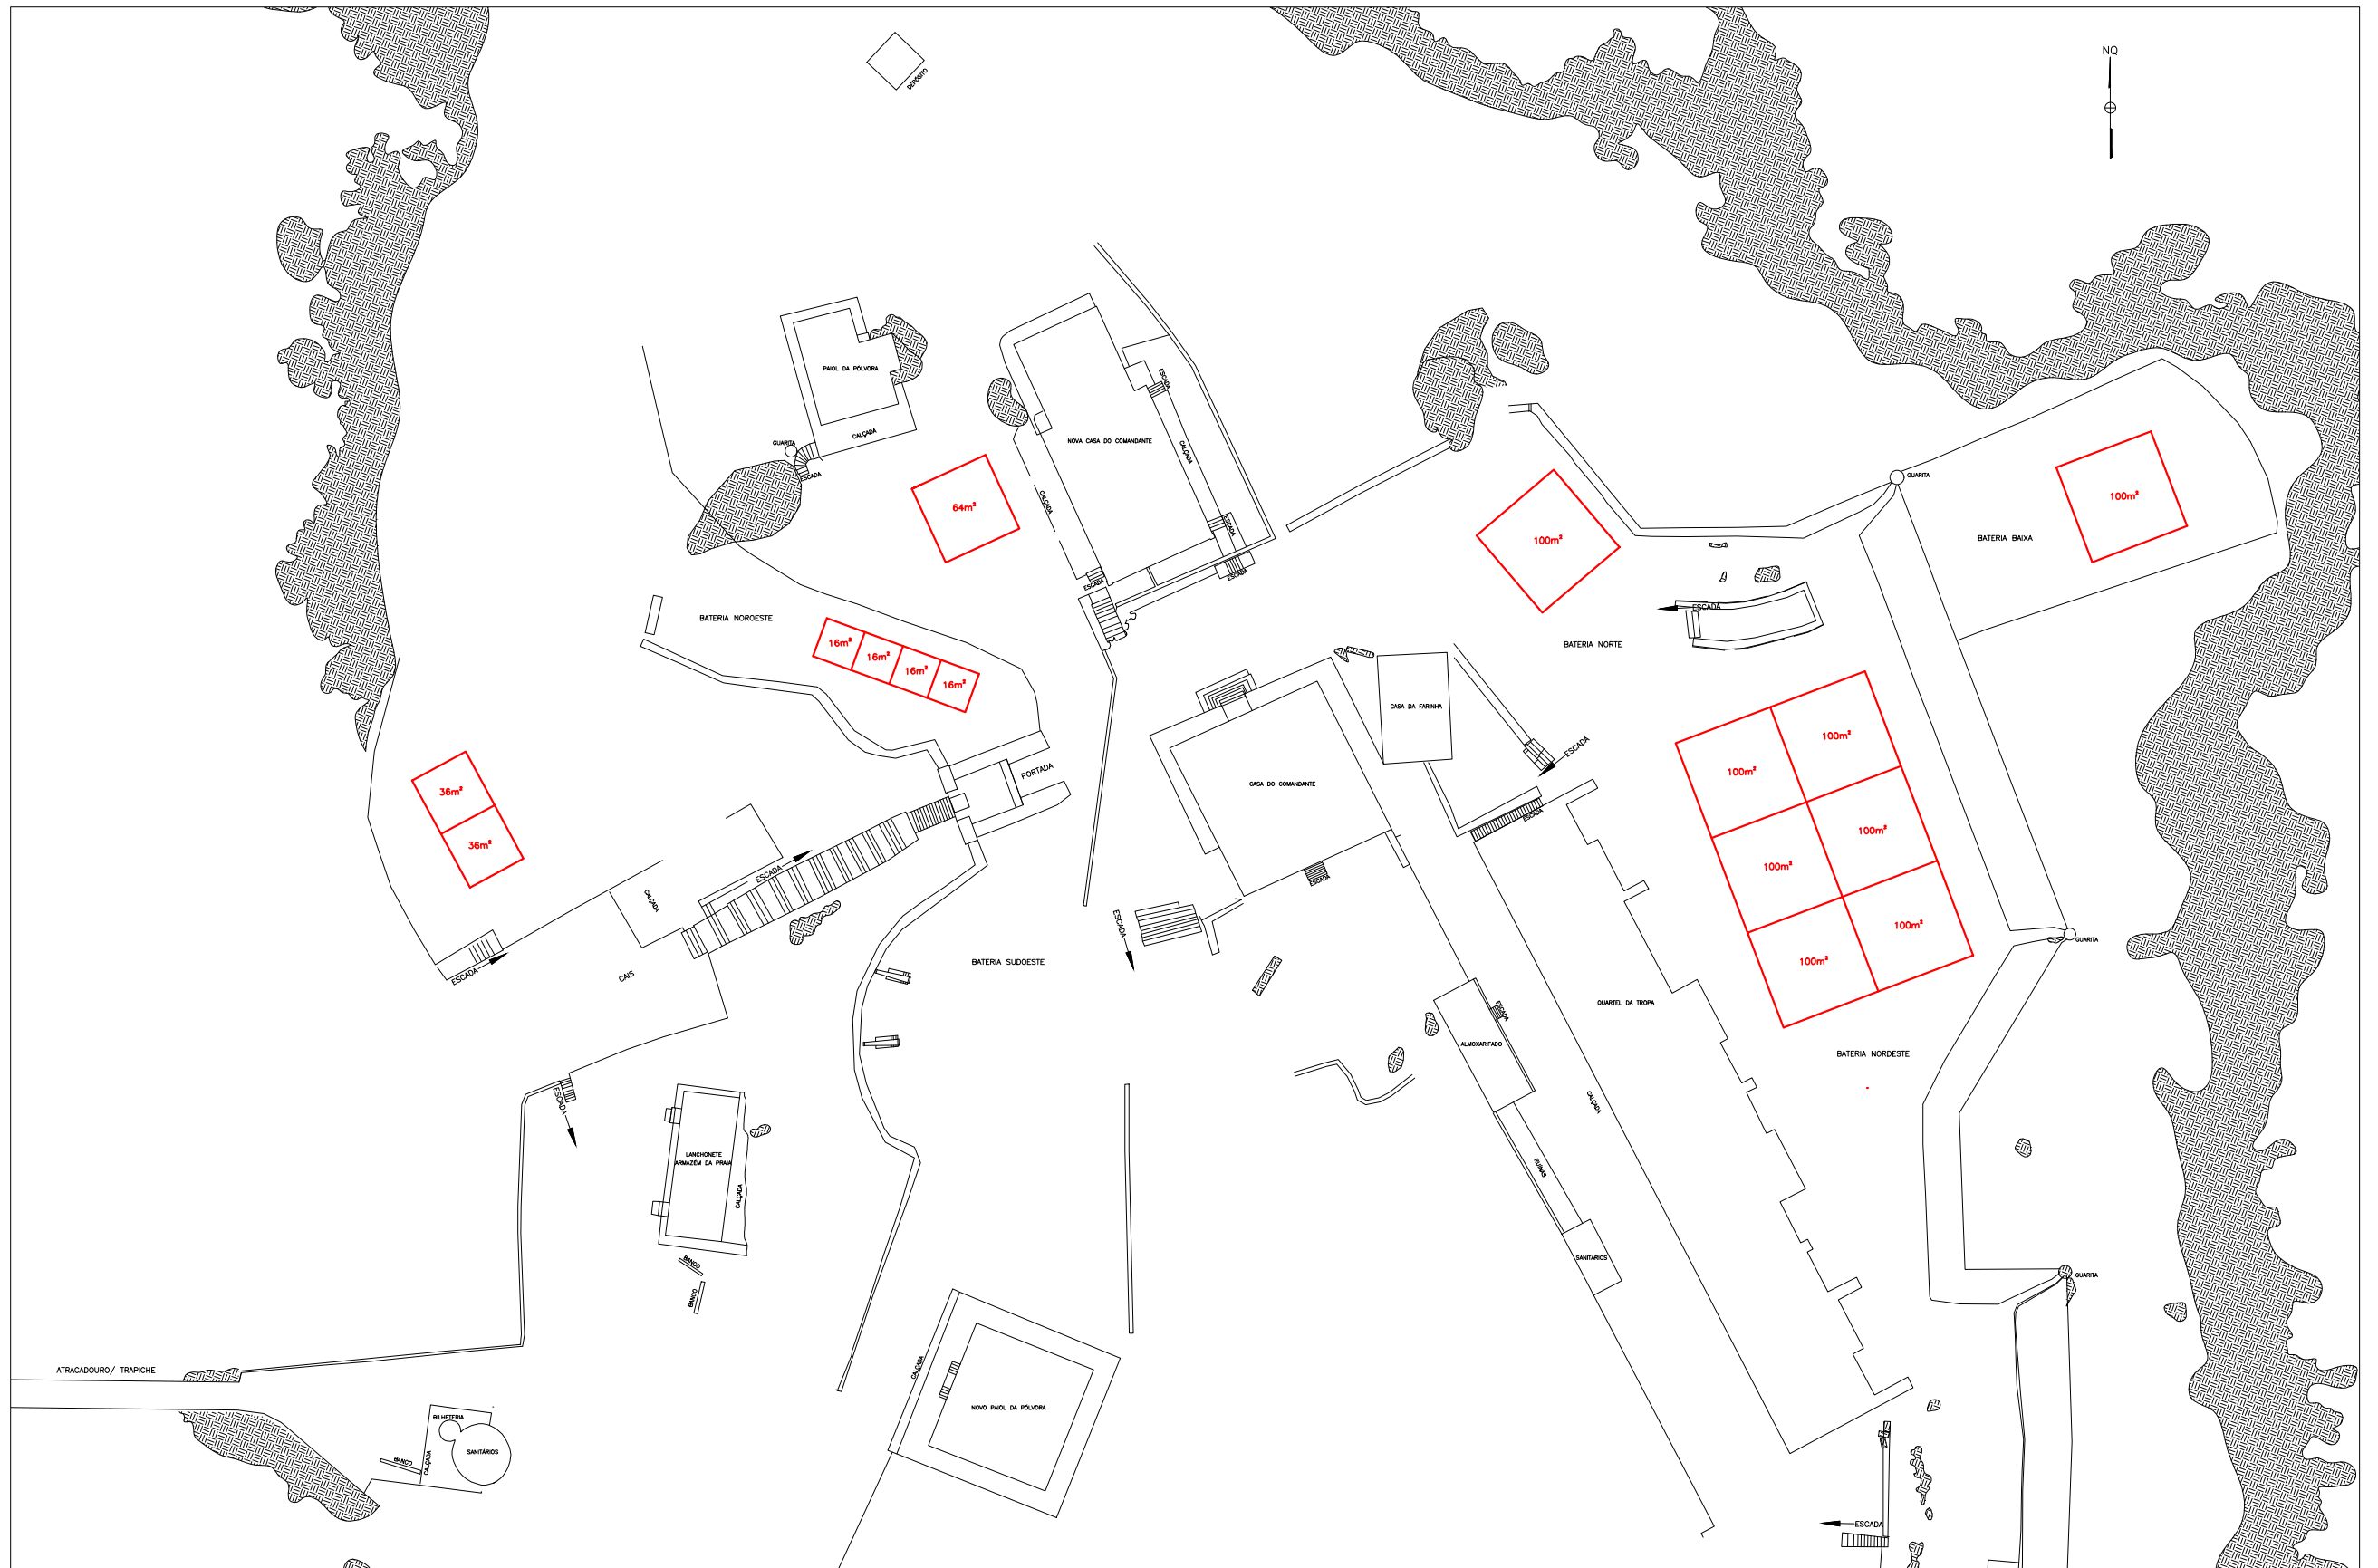 NQ
DEPÓSITO
PAIOL DA PÓLVORA
CALÇADA
GUARITA
ESCADA
ESCADA
NOVA CASA DO COMANDANTE
CALÇADA
CALÇADA
64m²
ESCADA
ESCADA
ESCADA
100m²
GUARITA
100m²
BATERIA BAIXA
BATERIA NOROESTE
16m²
16m²
16m²
16m²
ESCADA
BATERIA NORTE
CASA DA FARINHA
ESCADA
100m²
100m²
100m²
100m²
100m²
100m²
PORTADA
CASA DO COMANDANTE
ESCADA
ESCADA
36m²
36m²
ESCADA
CALÇADA
ESCADA
CAIS
ESCADA
BATERIA SUDOESTE
GUARITA
QUARTEL DA TROPA
ESCADA
ALMOXARIFADO
BATERIA NORDESTE
CALÇADA
ESCADA
LANCHONETE
ARMAZÉM DA PRAIA
CALÇADA
RUINAS
SANITÁRIOS
BANCO
BANCO
GUARITA
ATRACADOURO/ TRAPICHE
CALÇADA
NOVO PAIOL DA PÓLVORA
BILHETERIA
SANITÁRIOS
BANCO
CALÇADA
ESCADA